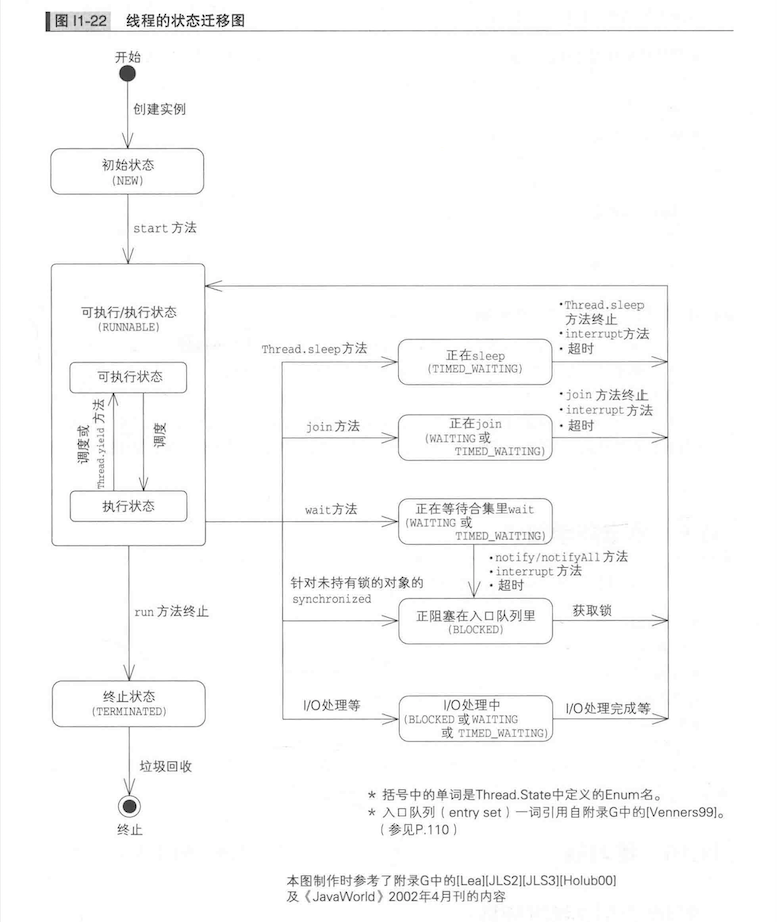 图 I1-22 线程的状态迁移图
开始
创建实例
初始状态
(NEW)
start 方法
可执行/执行状态
(RUNNABLE)
可执行状态
调度或
Thread.yield 方法
调度
执行状态
run 方法终止
终止状态
(TERMINATED)
垃圾回收
终止
Thread.sleep方法
正在sleep
(TIMED_WAITING)
•Thread.sleep
方法终止
•interrupt方法
•超时
join 方法
正在join
(WAITING 或
TIMED_WAITING)
•join 方法终止
•interrupt 方法
•超时
wait方法
正在等待合集里wait
(WAITING 或
TIMED_WAITING)
•notify/notifyAll 方法
•interrupt 方法
•超时
针对未持有锁的对象的
synchronized
正阻塞在入口队列里
(BLOCKED)
获取锁
I/O处理等
I/O处理中
(BLOCKED 或 WAITING
或 TIMED_WAITING)
I/O处理完成等
* 括号中的单词是Thread.State中定义的Enum名。
* 入口队列（entry set）一词引用自附录G中的[Venners99]。
（参见P.110）
本图制作时参考了附录G中的[Lea][JLS2][JLS3][Holub00]
及《JavaWorld》2002年4月刊的内容